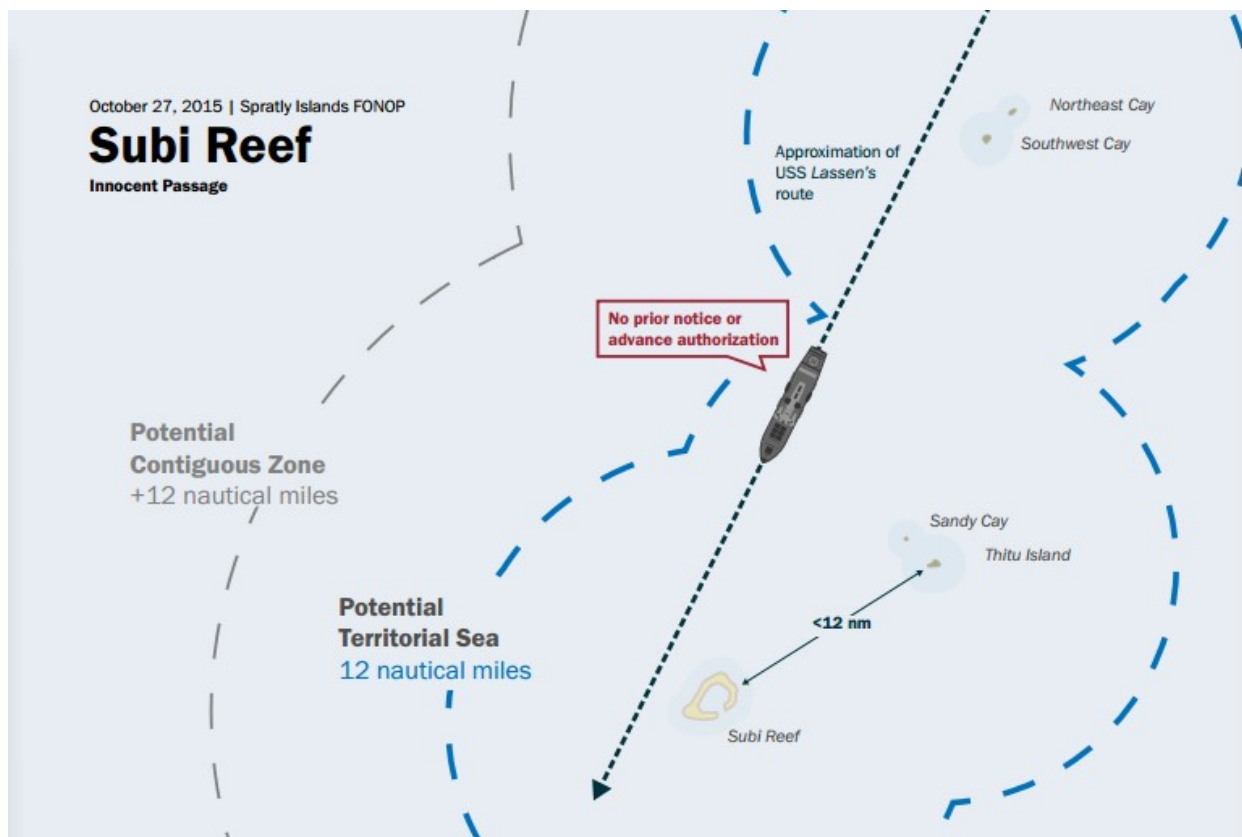 October 27, 2015 | Spratly Islands FONOP
Subi Reef
Innocent Passage
Northeast Cay
Southwest Cay
Approximation of
USS Lassen's
route
No prior notice or
advance authorization
Potential
Contiguous Zone
+12 nautical miles
Sandy Cay
Thitu Island
Potential
Territorial Sea
12 nautical miles
<12 nm
Subi Reef